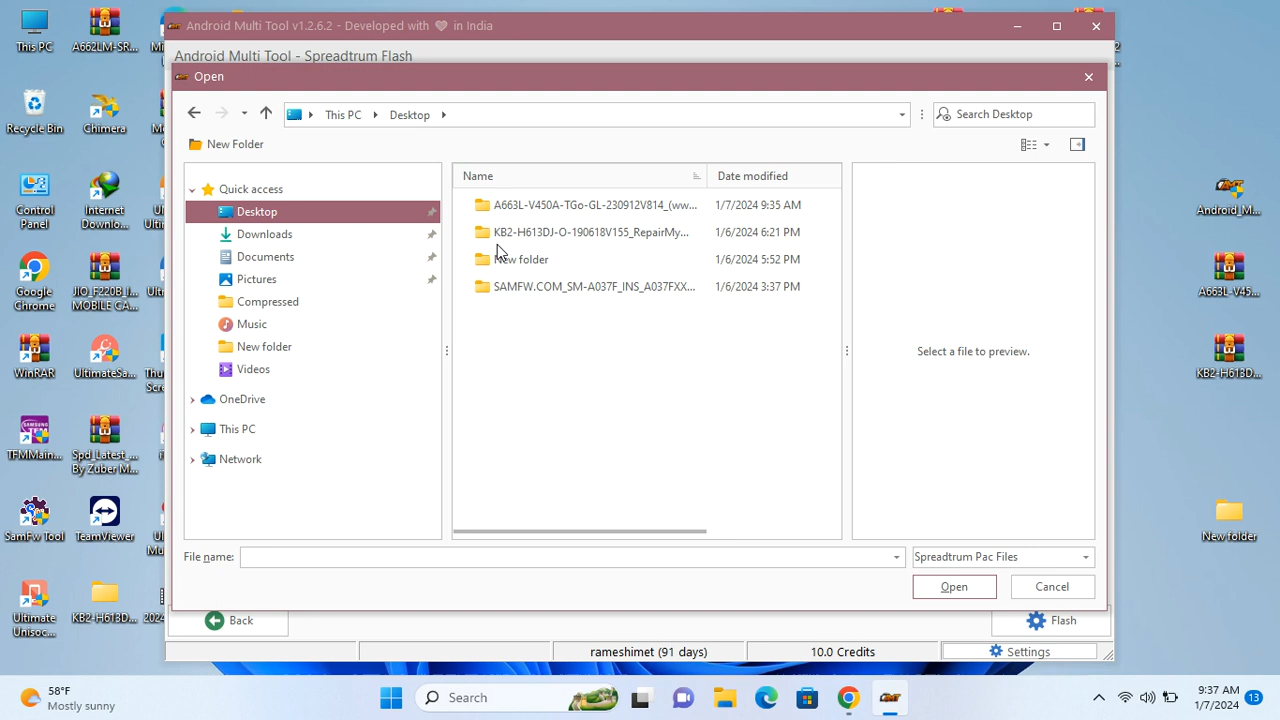 Android Multi Tool v1.2.6.2 - Developed with ❤ in India
Android Multi Tool - Spreadtrum Flash
Open
This PC
Desktop
Search Desktop
New Folder
Quick access
Desktop
Downloads
Documents
Pictures
Compressed
Music
New folder
Videos
OneDrive
This PC
Network
Name
Date modified
A663L-V450A-TGo-GL-230912V814_(ww...
1/7/2024 9:35 AM
KB2-H613DJ-O-190618V155_RepairMy...
1/6/2024 6:21 PM
New folder
1/6/2024 5:52 PM
SAMFW.COM_SM-A037F_INS_A037FXX...
1/6/2024 3:37 PM
Select a file to preview.
File name:
Spreadtrum Pac Files
Open
Cancel
Back
Flash
rameshimet (91 days)
10.0 Credits
Settings
This PC
A662LM-SR...
Recycle Bin
Chimera
Control
Panel
Internet
Downlo...
Google
Chrome
JIO_F220B_I...
MOBILE CA...
WinRAR
UltimateSa...
TFMMain...
Spd_Latest_...
By Zuber M...
SamFw Tool
TeamViewer
Ultimate
Unisoc...
KB2-H613D...
Android_M...
A663L-V45...
KB2-H613D...
New folder
58°F
Mostly sunny
Search
9:37 AM
1/7/2024
13